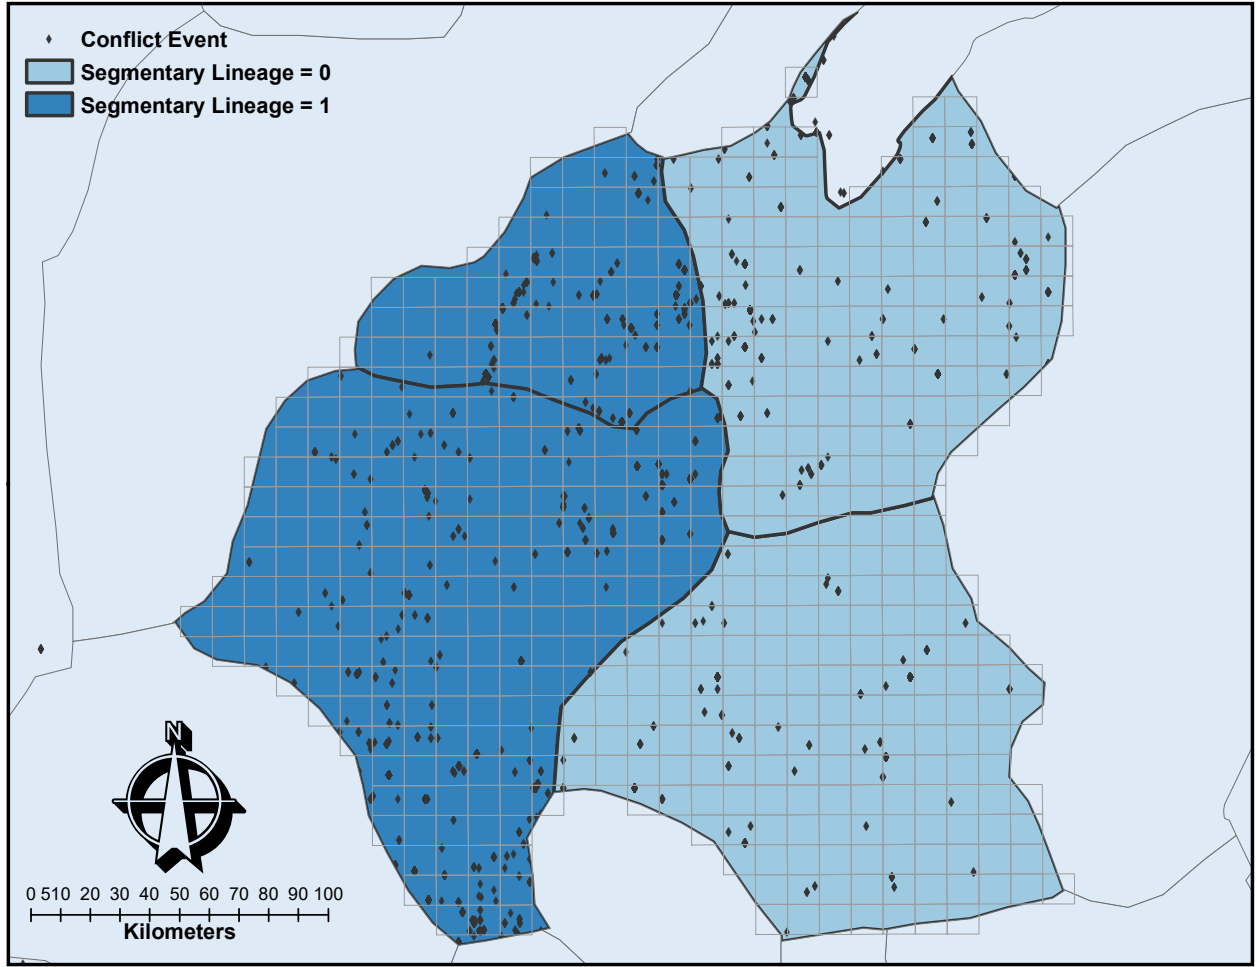 Conflict Event
Segmentary Lineage = 0
Segmentary Lineage = 1
N
0 510 20 30 40 50 60 70 80 90 100
Kilometers